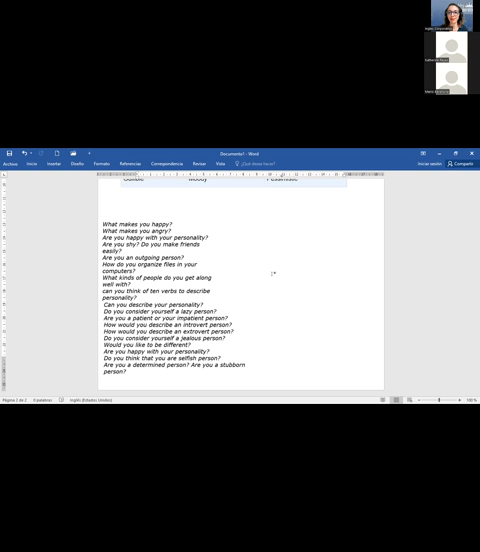 Documento1 - Word
Archivo Inicio Insertar Diseño Formato Referencias Correspondencia Revisar Vista ¿Qué desea hacer? Iniciar sesión Compartir
Gullible Moody Pessimistic
What makes you happy?
What makes you angry?
Are you happy with your personality?
Are you shy? Do you make friends
easily?
Are you an outgoing person?
How do you organize files in your
computers?
What kinds of people do you get along
well with?
can you think of ten verbs to describe
personality?
Can you describe your personality?
Do you consider yourself a lazy person?
Are you a patient or your impatient person?
How would you describe an introvert person?
How would you describe an extrovert person?
Do you consider yourself a jealous person?
Would you like to be different?
Are you happy with your personality?
Do you think that you are selfish person?
Are you a determined person? Are you a stubborn
person?
Página 2 de 2 0 palabras Inglés (Estados Unidos) 100 %